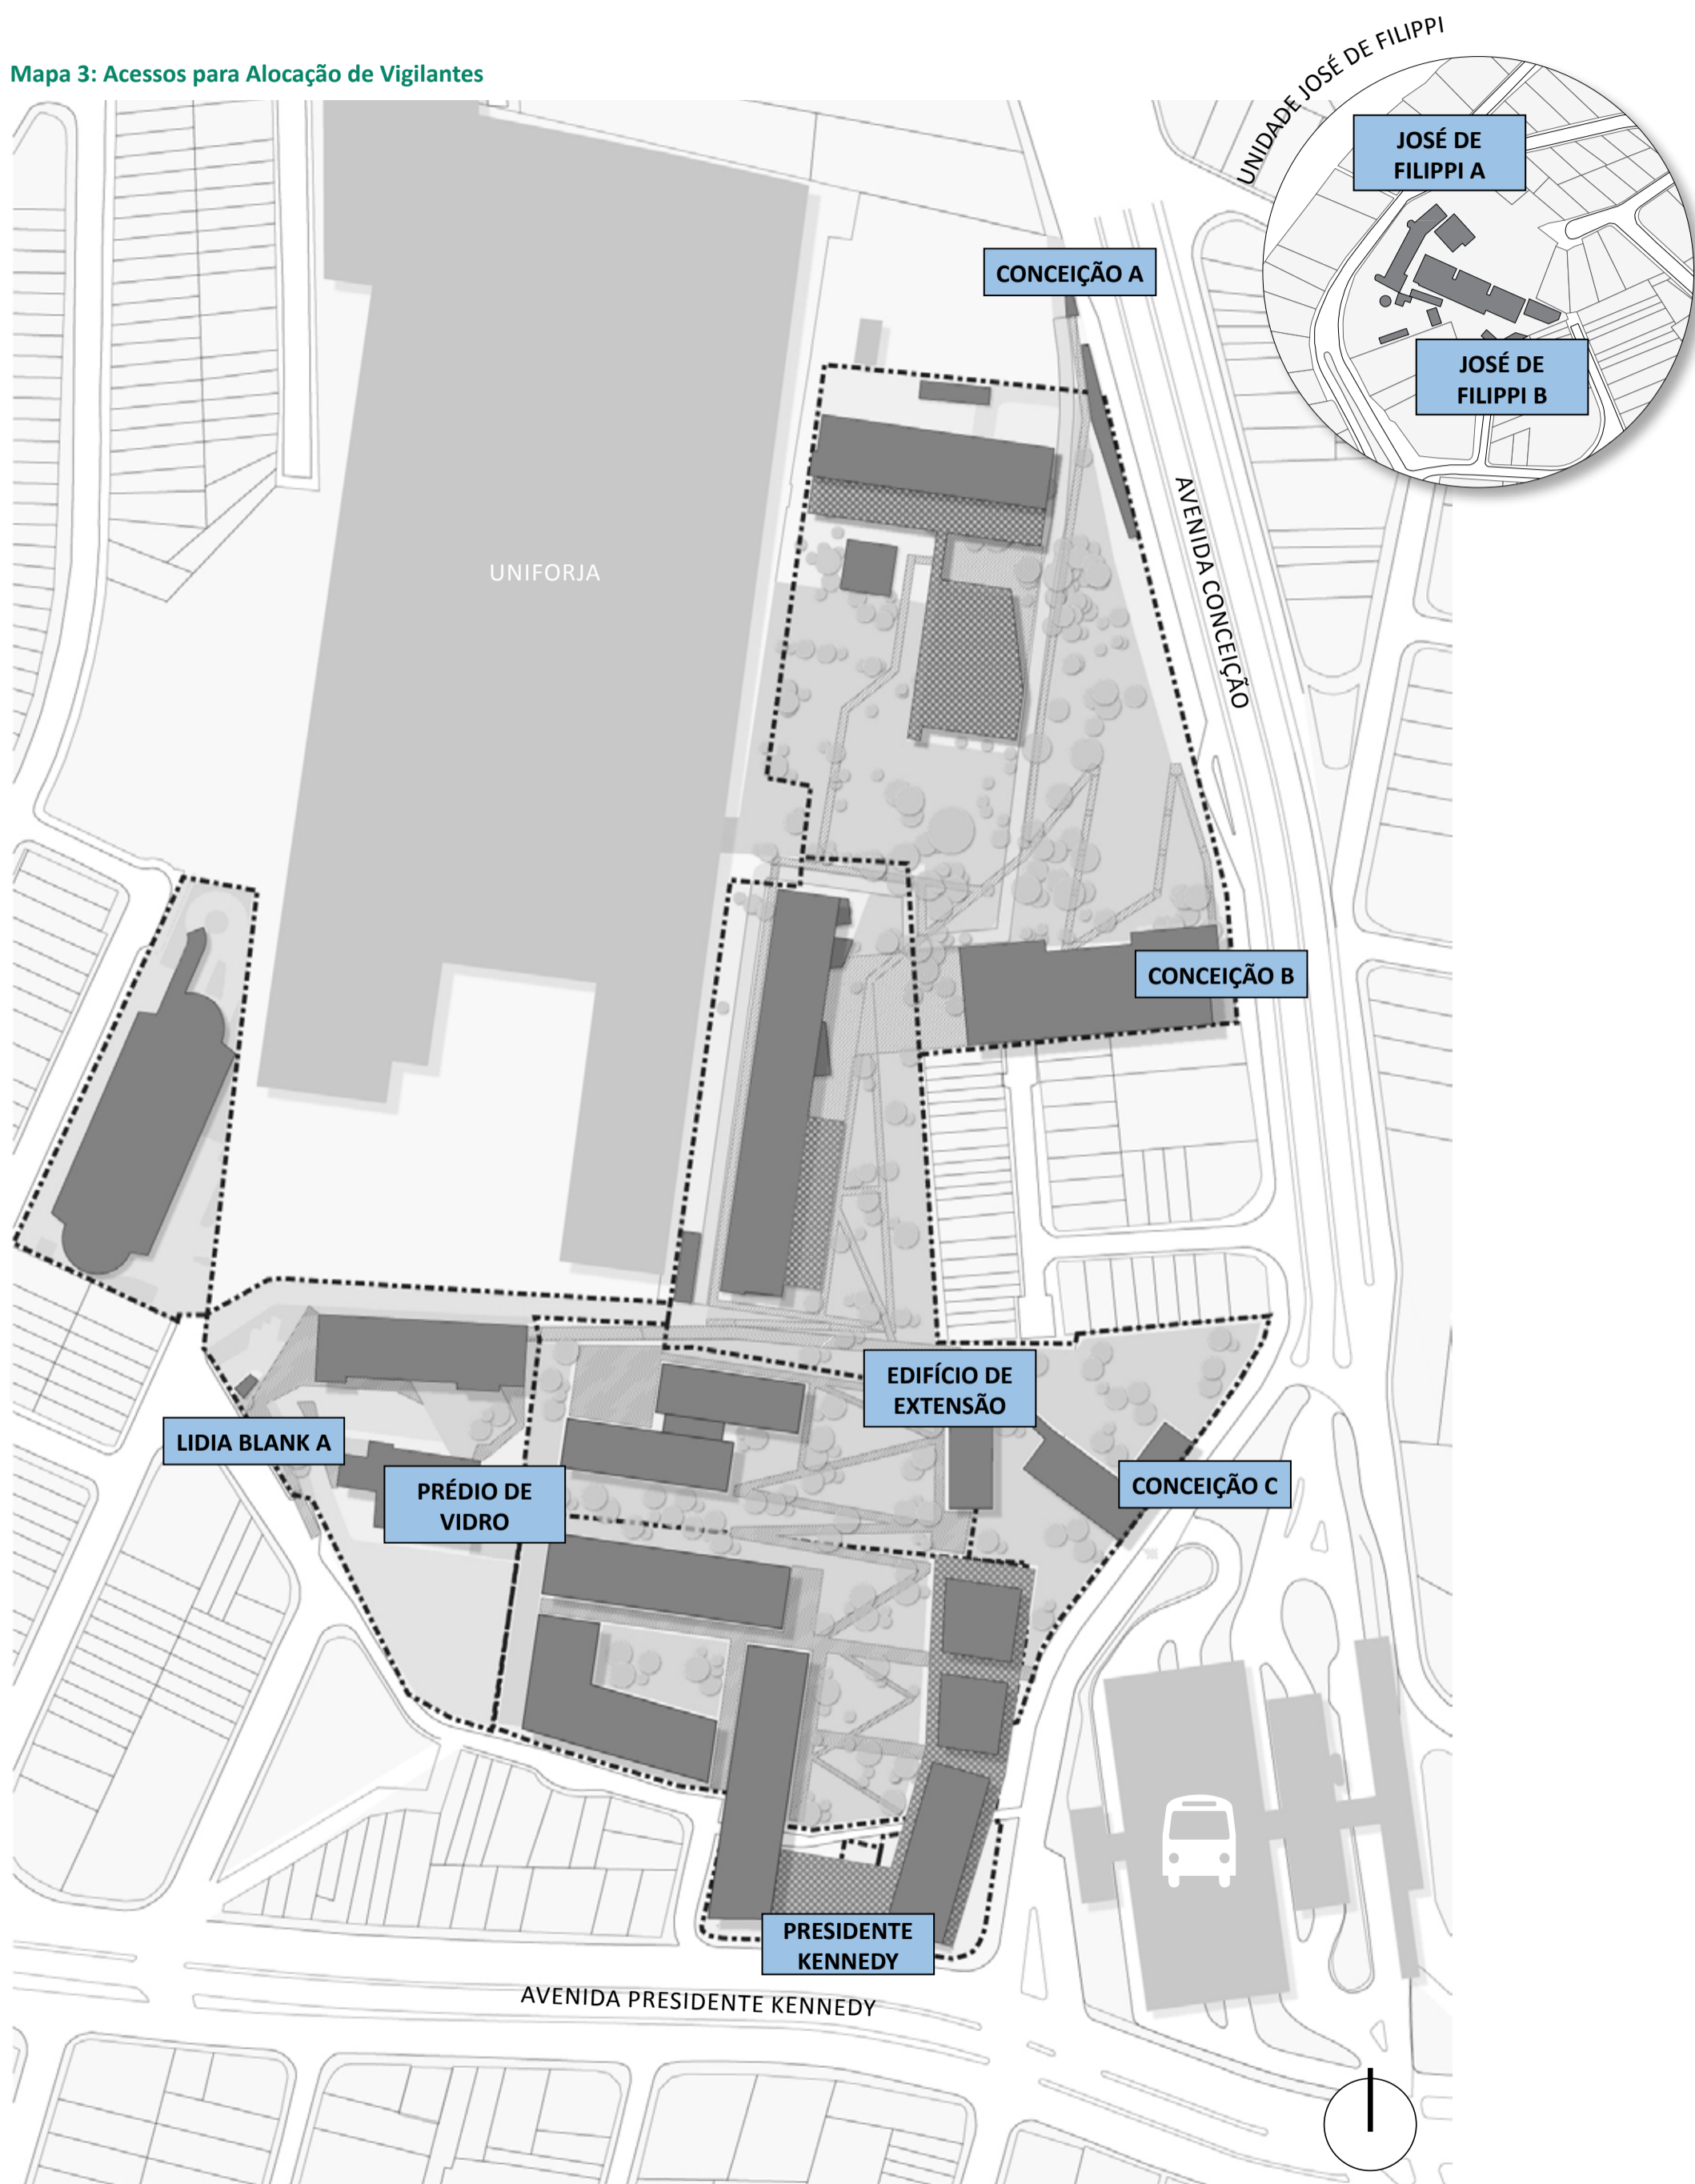 Mapa 3: Acessos para Alocação de Vigilantes
UNIDADE JOSÉ DE FILIPPI
JOSÉ DE
FILIPPI A
CONCEIÇÃO A
JOSÉ DE
FILIPPI B
AVENIDA CONCEIÇÃO
UNIFORJA
CONCEIÇÃO B
EDIFÍCIO DE
EXTENSÃO
LIDIA BLANK A
CONCEIÇÃO C
PRÉDIO DE
VIDRO
PRESIDENTE
KENNEDY
AVENIDA PRESIDENTE KENNEDY